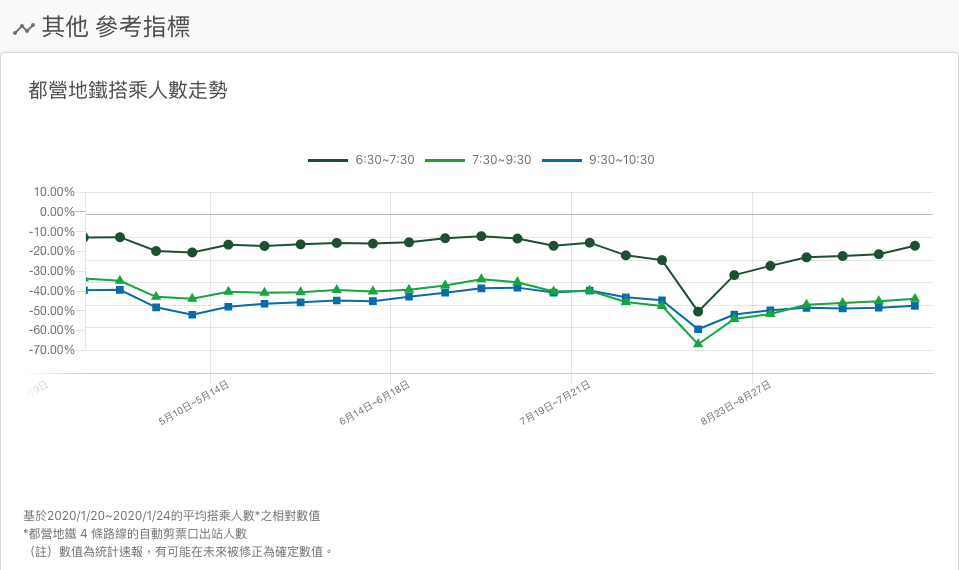 其他 參考指標
都營地鐵搭乘人數走勢
6:30~7:30 7:30~9:30 9:30~10:30
10.00%
0.00%
-10.00%
-20.00%
-30.00%
-40.00%
-50.00%
-60.00%
-70.00%
月9日 5月10日~5月14日 6月14日~6月18日 7月19日~7月21日 8月23日~8月27日
基於2020/1/20~2020/1/24的平均搭乘人數*之相對數值
*都營地鐵 4 條路線的自動剪票口出站人數
（註）數值為統計速報，有可能在未來被修正為確定數值。